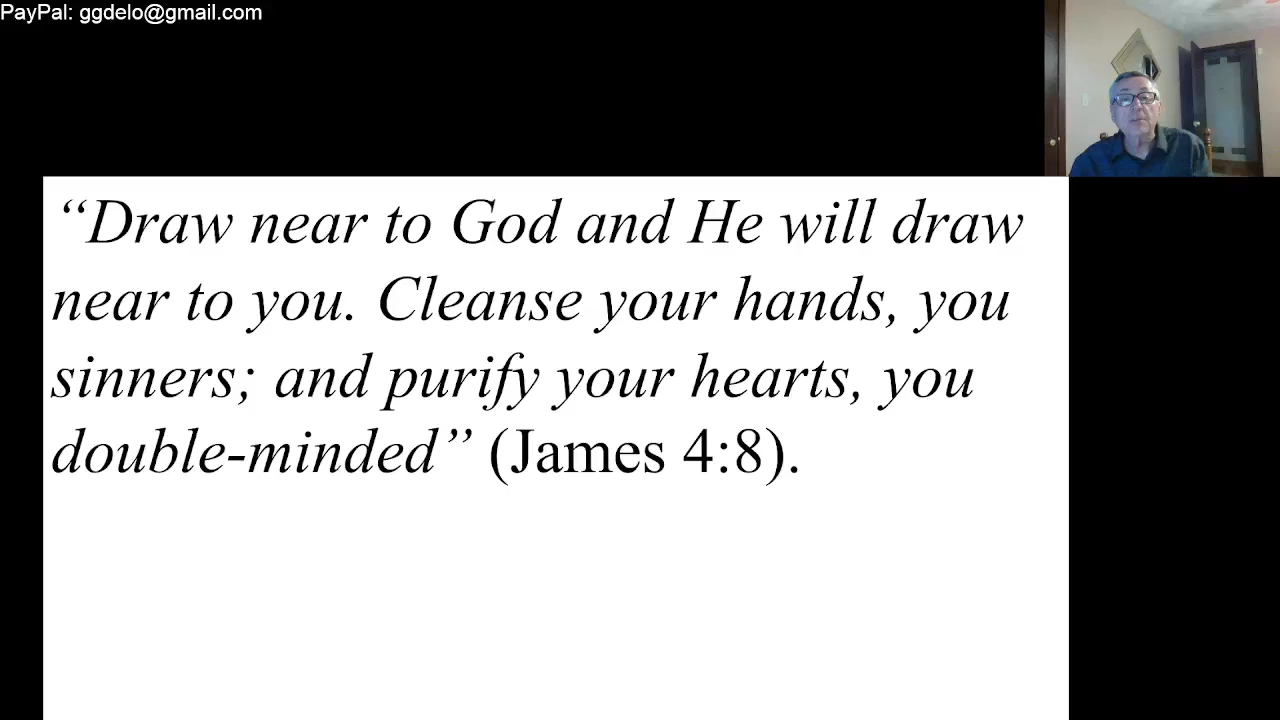 PayPal: ggdelo@gmail.com
“Draw near to God and He will draw
near to you. Cleanse your hands, you
sinners; and purify your hearts, you
double-minded” (James 4:8).